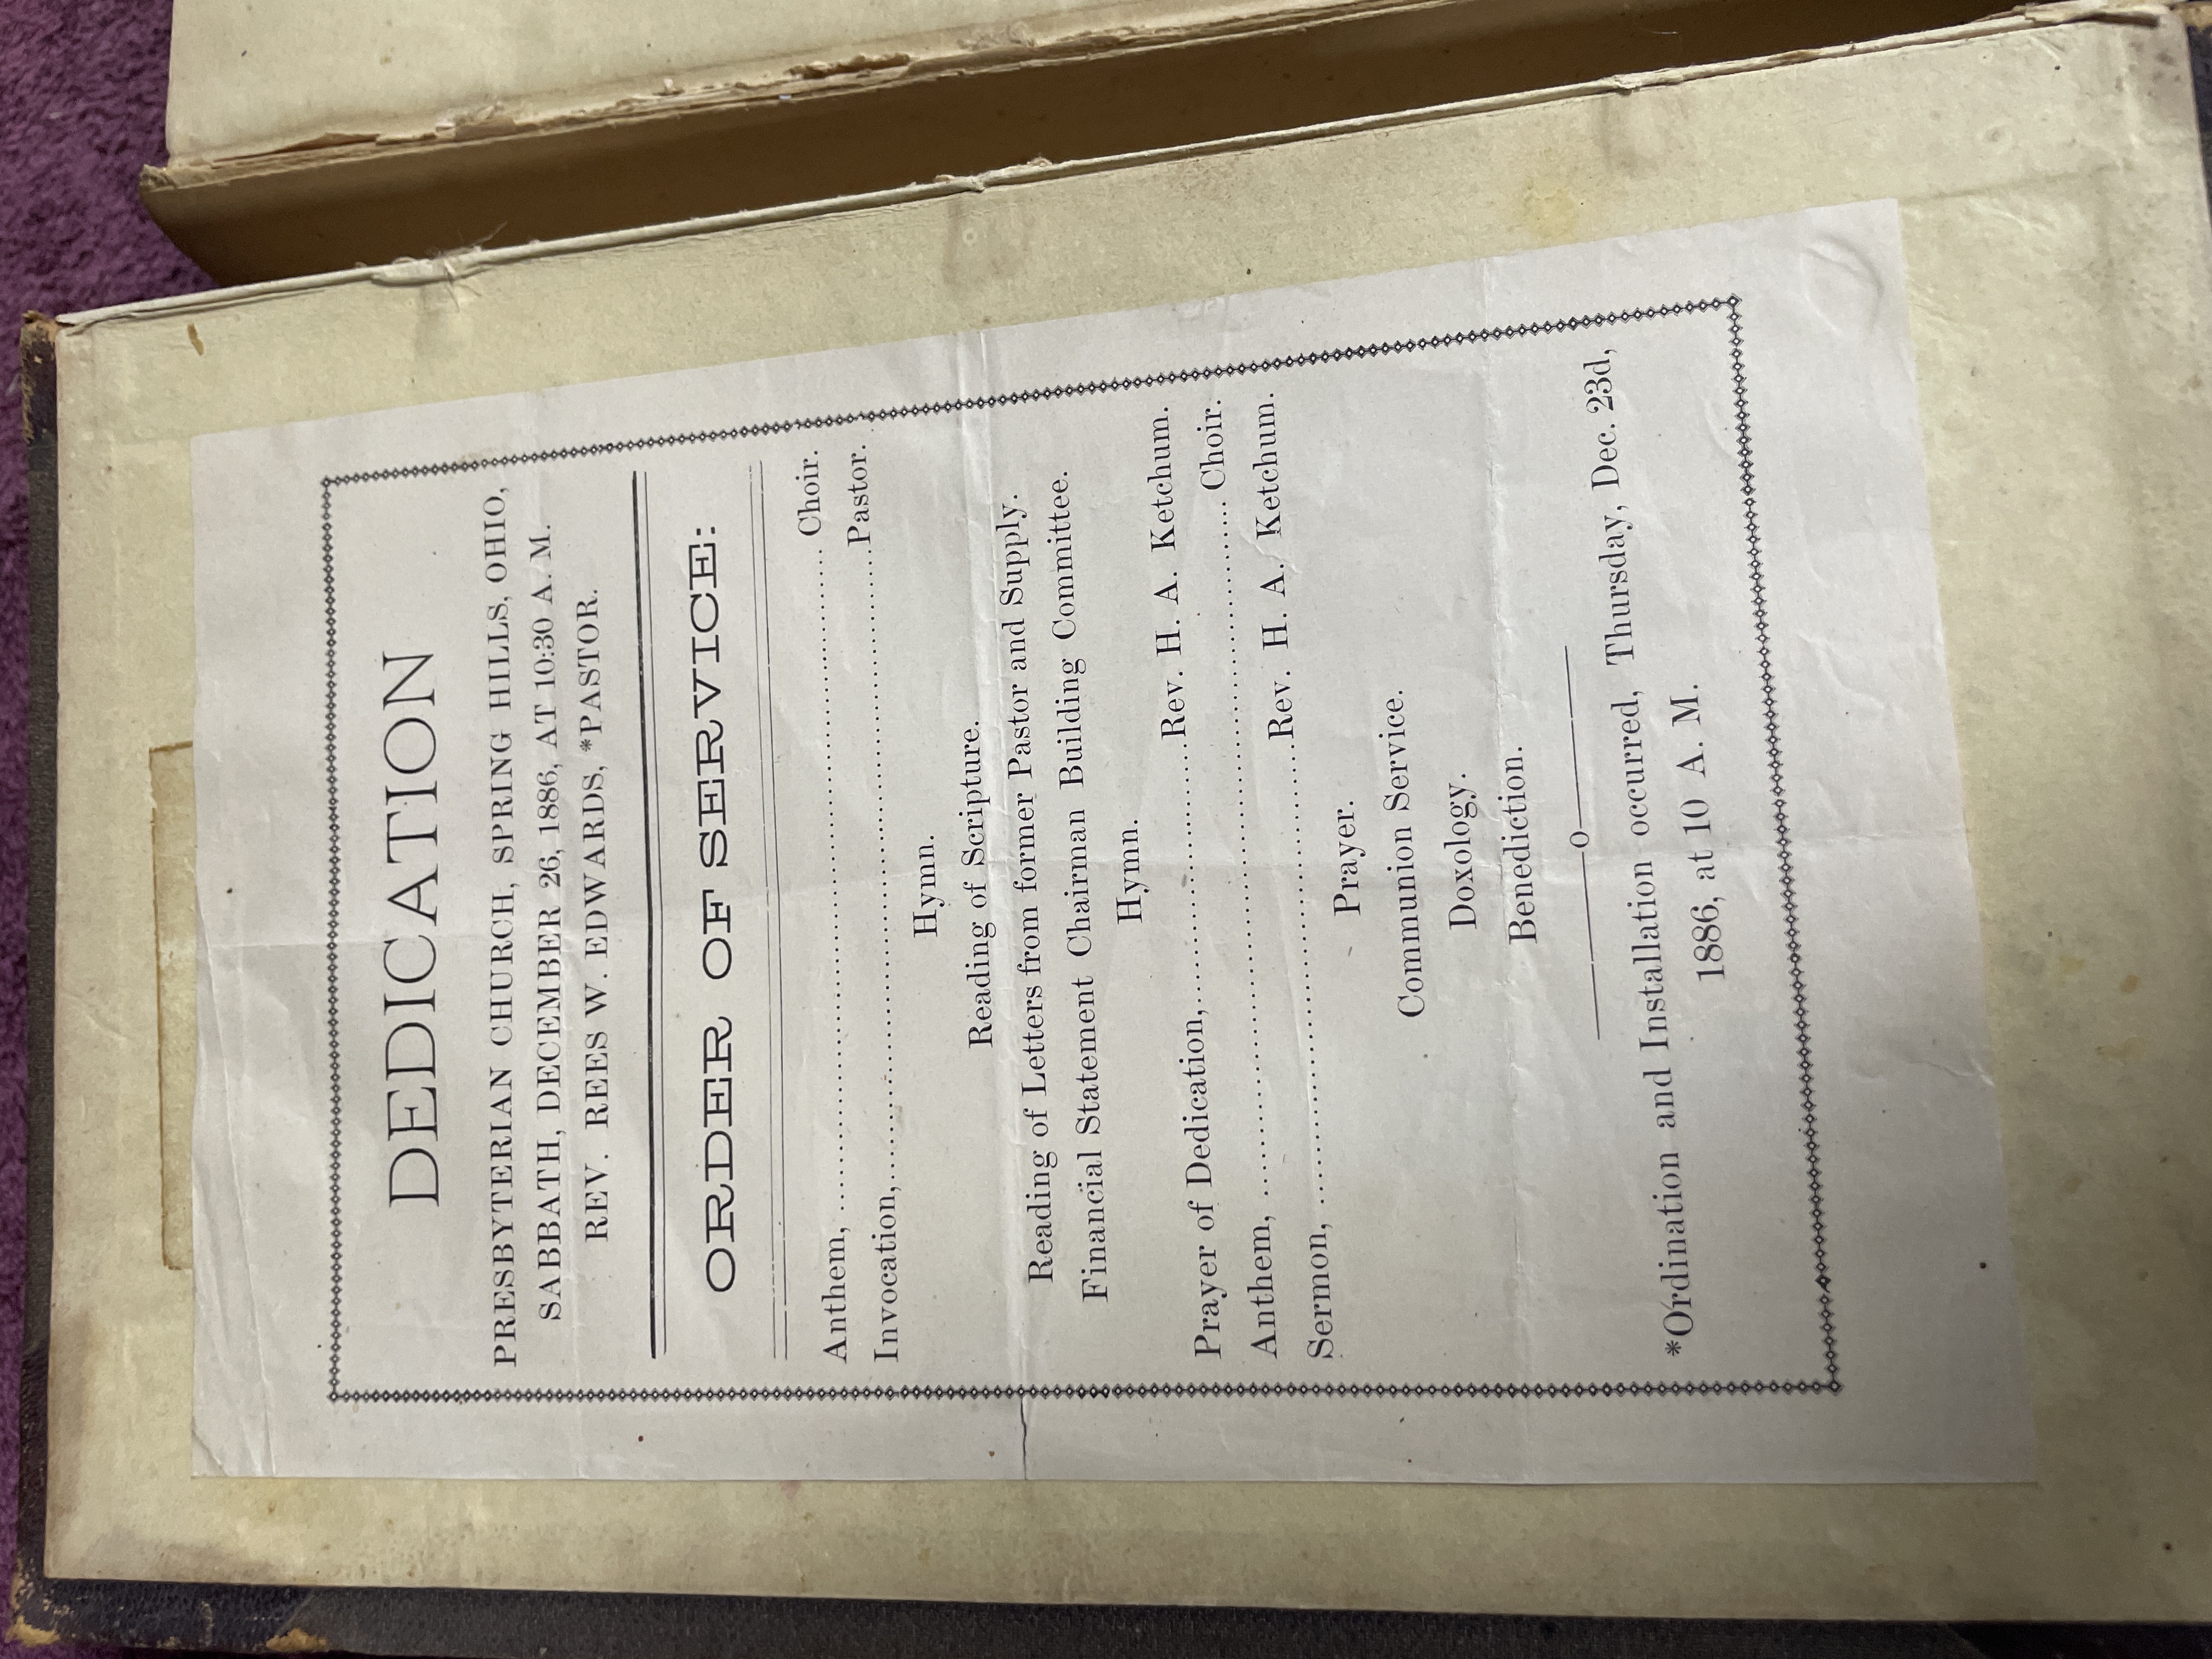 DEDICATION
PRESBYTERIAN CHURCH, SPRING HILLS, OHIO,
SABBATH, DECEMBER 26, 1886, AT 10:30 A. M.
REV. REES W. EDWARDS, *PASTOR.
ORDER OF SERVICE:
Anthem, .......................................................... Choir.
Invocation,........................................................Pastor.
Hymn.
Reading of Scripture.
Reading of Letters from former Pastor and Supply.
Financial Statement Chairman Building Committee.
Hymn.
Prayer of Dedication,........................Rev. H. A. Ketchum.
Anthem, .......................................................... Choir.
Sermon, .......................................Rev. H. A. Ketchum.
Prayer.
Communion Service.
Doxology.
Benediction.
———o———
*Ordination and Installation occurred, Thursday, Dec. 23d,
1886, at 10 A. M.